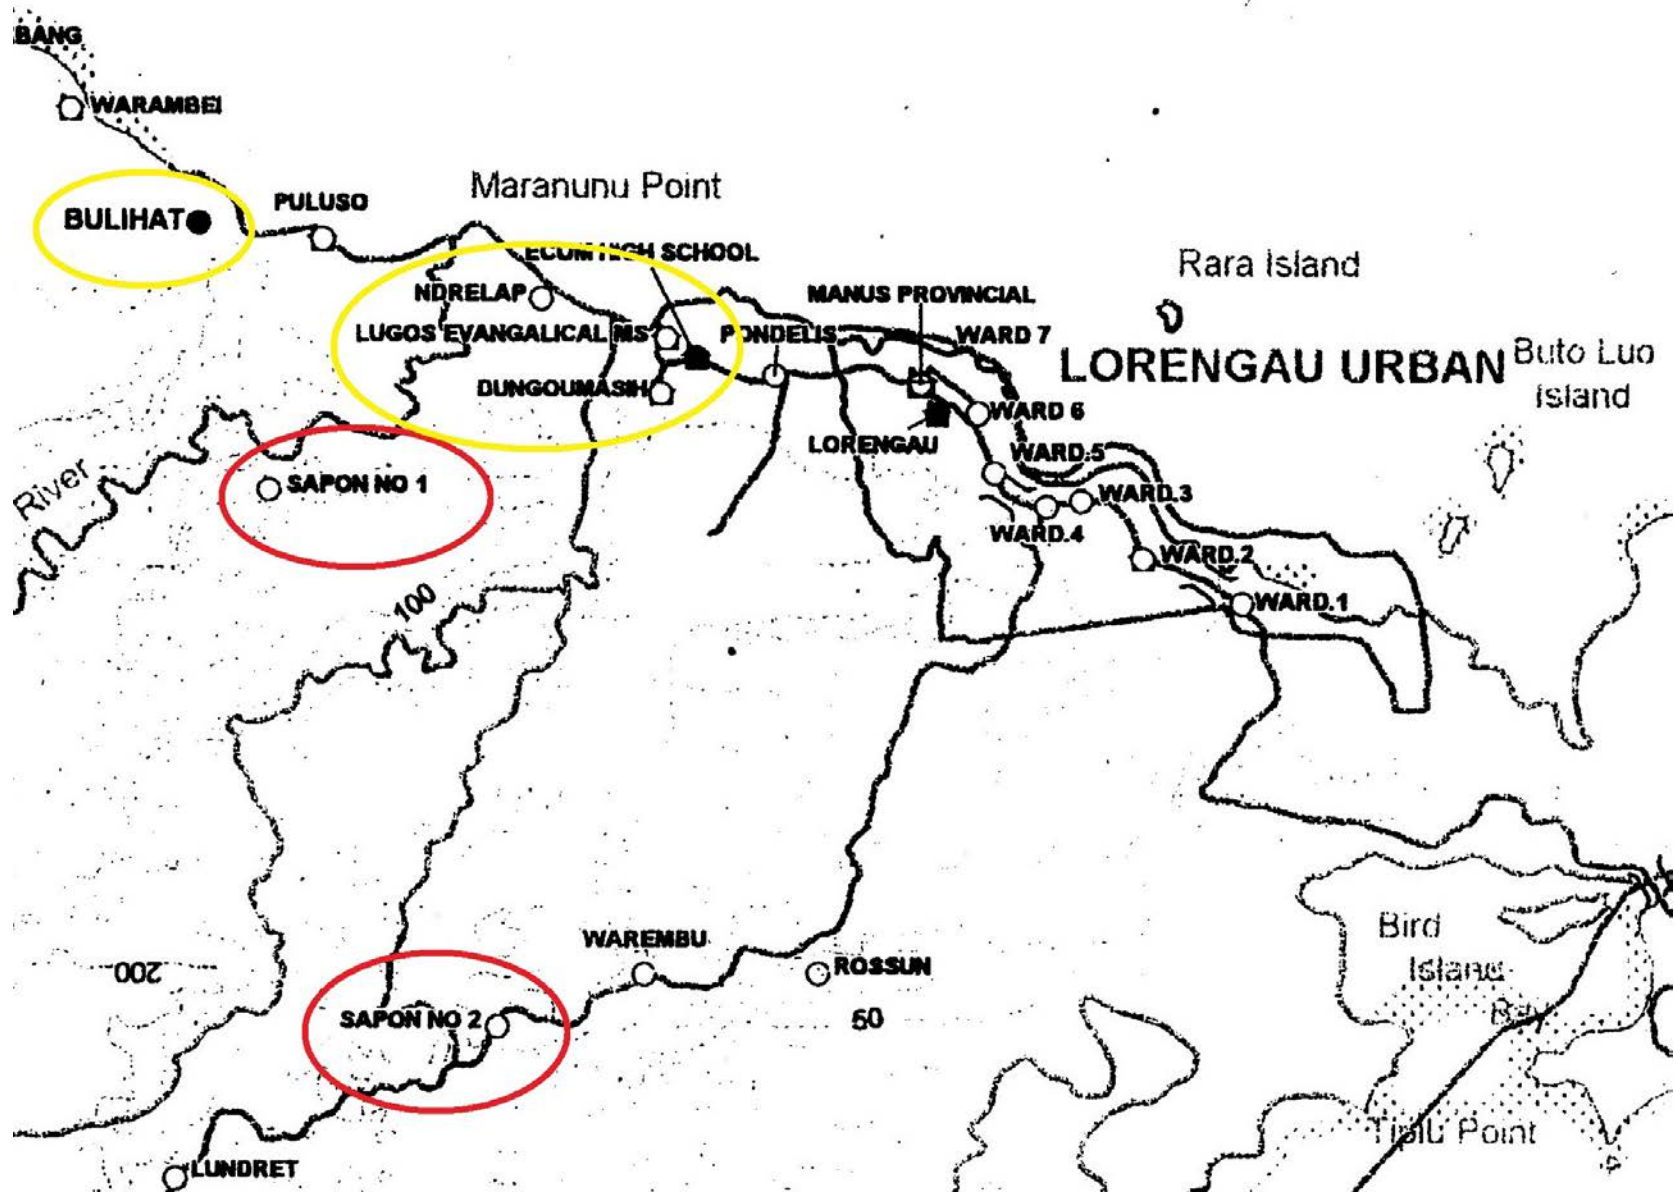 BANG
WARAMBEI
BULIHAT
PULUSO
Maranunu Point
ECOM HIGH SCHOOL
NDRELAP
LUGOS EVANGALICAL MS
DUNGOUMASIH
PONDELIS
MANUS PROVINCIAL
WARD 7
Rara Island
LORENGAU URBAN
Buto Luo
Island
WARD 6
LORENGAU
WARD.5
WARD.3
WARD.4
WARD.2
WARD.1
River
SAPON NO 1
100
200
WAREMBU
ROSSUN
SAPON NO 2
50
LUNDRET
Bird
Island
Bay
Tiplu Point